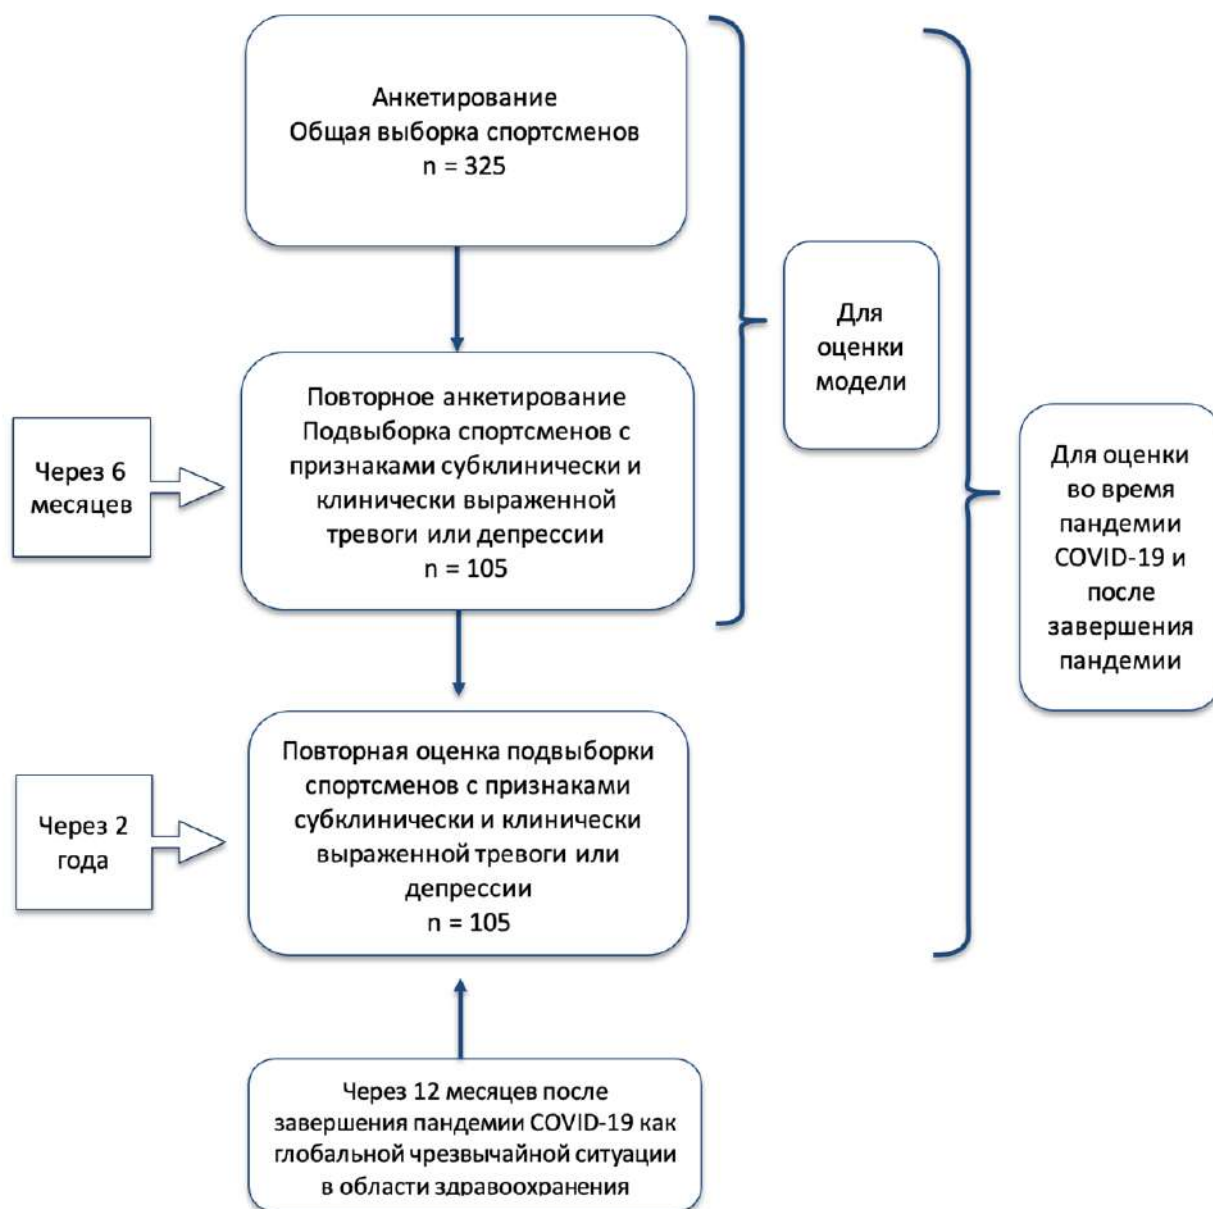 Анкетирование
Общая выборка спортсменов
n = 325
Для
оценки
модели
Повторное анкетирование
Подвыборка спортсменов с
признаками субклинически и
клинически выраженной
тревоги или депрессии
n = 105
Через 6
месяцев
Для оценки
во время
пандемии
COVID-19 и
после
завершения
пандемии
Повторная оценка подвыборки
спортсменов с признаками
субклинически и клинически
выраженной тревоги или
депрессии
n = 105
Через 2
года
Через 12 месяцев после
завершения пандемии COVID-19 как
глобальной чрезвычайной ситуации
в области здравоохранения